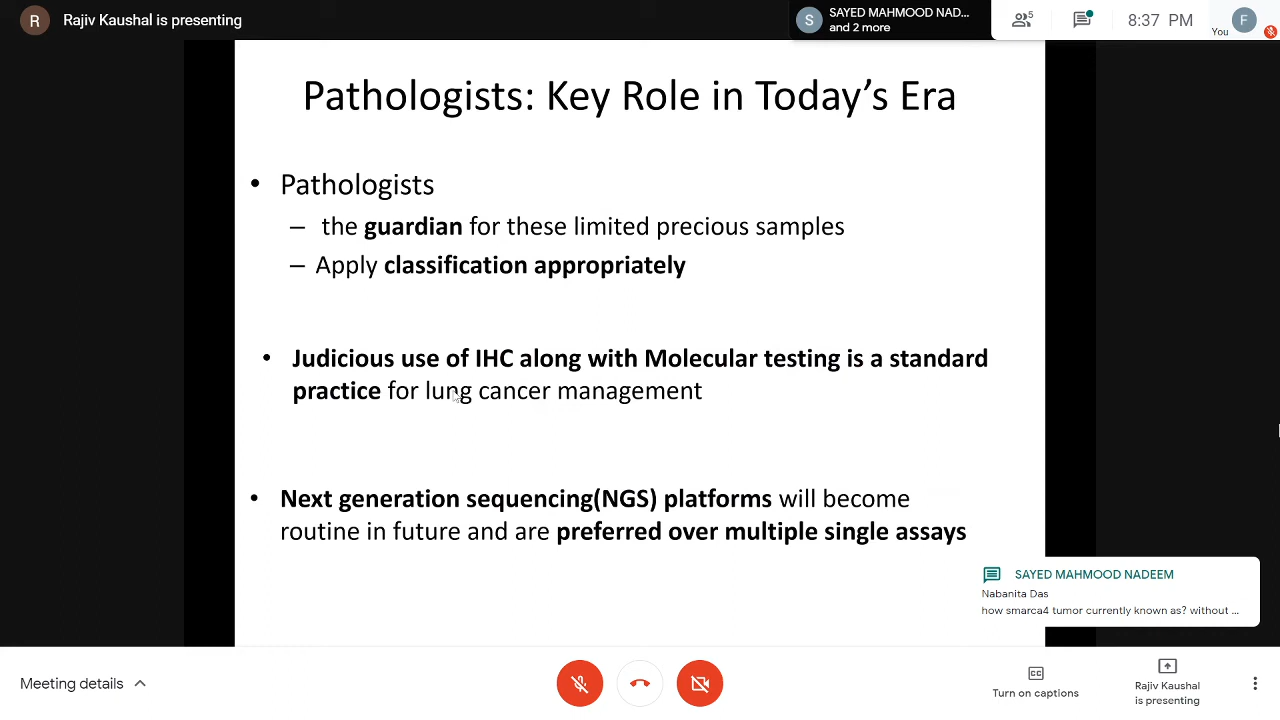 R Rajiv Kaushal is presenting
S SAYED MAHMOOD NAD...
and 2 more
5
8:37 PM
You F
Pathologists: Key Role in Today's Era
• Pathologists
– the guardian for these limited precious samples
– Apply classification appropriately
• Judicious use of IHC along with Molecular testing is a standard
practice for lung cancer management
• Next generation sequencing(NGS) platforms will become
routine in future and are preferred over multiple single assays
SAYED MAHMOOD NADEEM
Nabanita Das
how smarca4 tumor currently known as? without ...
Meeting details
CC
Turn on captions
Rajiv Kaushal
is presenting